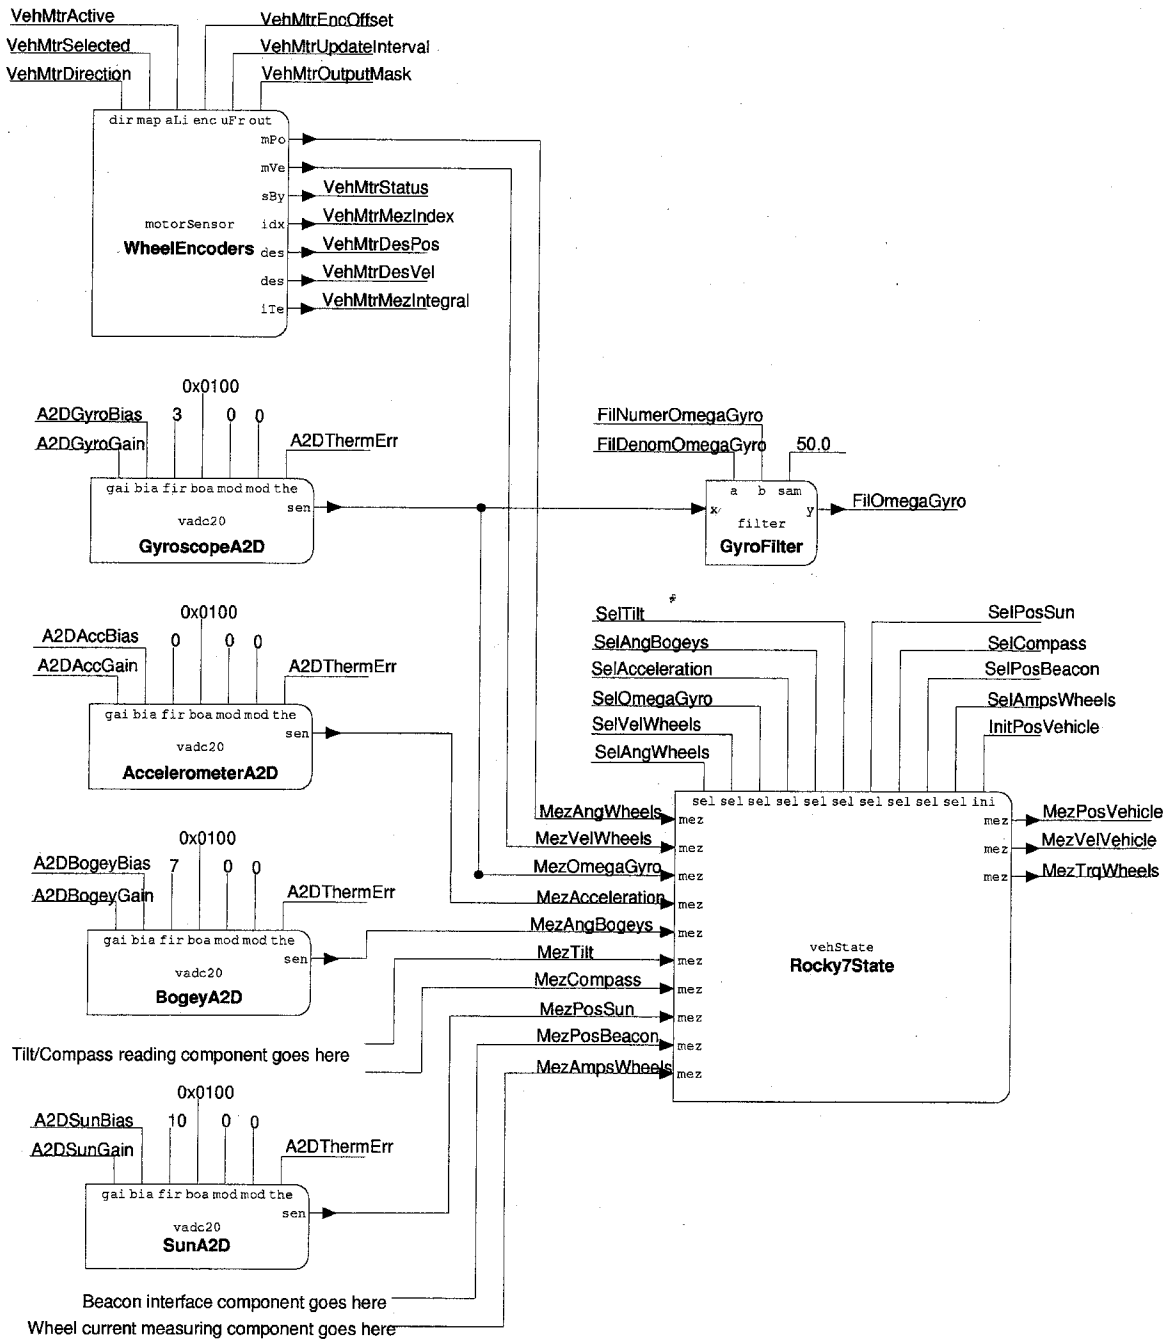 VehMtrActive
VehMtrEncOffset
VehMtrSelected
VehMtrUpdateInterval
VehMtrDirection
VehMtrOutputMask
dir map aLi enc uFr out
mPo
mVe
sBy VehMtrStatus
motorSensor idx VehMtrMezIndex
WheelEncoders des VehMtrDesPos
des VehMtrDesVel
iTe VehMtrMezIntegral
0x0100
A2DGyroBias 3 0 0
A2DGyroGain A2DThermErr
gai bia fir boa mod mod the
sen
vadc20
GyroscopeA2D
FilNumerOmegaGyro
FilDenomOmegaGyro 50.0
a b sam
x y FilOmegaGyro
filter
GyroFilter
0x0100
A2DAccBias 0 0 0
A2DAccGain A2DThermErr
gai bia fir boa mod mod the
sen
vadc20
AccelerometerA2D
SelTilt SelPosSun
SelAngBogeys SelCompass
SelAcceleration SelPosBeacon
SelOmegaGyro SelAmpsWheels
SelVelWheels InitPosVehicle
SelAngWheels
sel sel sel sel sel sel sel sel sel sel ini
MezAngWheels mez mez MezPosVehicle
MezVelWheels mez mez MezVelVehicle
MezOmegaGyro mez mez MezTrqWheels
MezAcceleration mez
MezAngBogeys mez
MezTilt mez
MezCompass mez
MezPosSun mez
MezPosBeacon mez
MezAmpsWheels mez
vehState
Rocky7State
0x0100
A2DBogeyBias 7 0 0
A2DBogeyGain A2DThermErr
gai bia fir boa mod mod the
sen
vadc20
BogeyA2D
Tilt/Compass reading component goes here
0x0100
A2DSunBias 10 0 0
A2DSunGain A2DThermErr
gai bia fir boa mod mod the
sen
vadc20
SunA2D
Beacon interface component goes here
Wheel current measuring component goes here